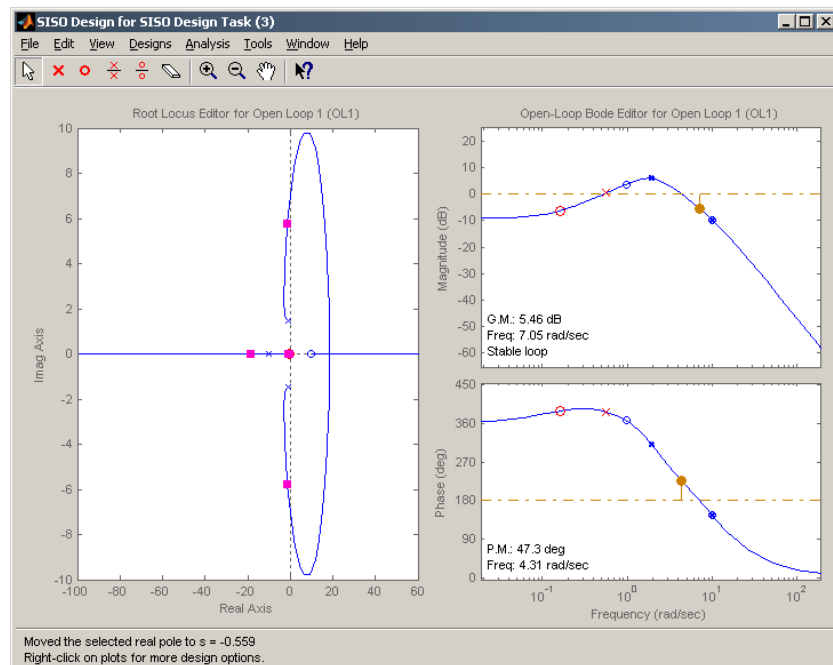 SISO Design for SISO Design Task (3)
File Edit View Designs Analysis Tools Window Help
Root Locus Editor for Open Loop 1 (OL1)
10
8
6
4
2
0
-2
-4
-6
-8
-10
Imag Axis
-100 -80 -60 -40 -20 0 20 40 60
Real Axis
Open-Loop Bode Editor for Open Loop 1 (OL1)
20
10
0
-10
-20
-30
-40
-50
-60
Magnitude (dB)
G.M.: 5.46 dB
Freq: 7.05 rad/sec
Stable loop
450
360
270
180
90
0
Phase (deg)
P.M.: 47.3 deg
Freq: 4.31 rad/sec
10^-1 10^0 10^1 10^2
Frequency (rad/sec)
Moved the selected real pole to s = -0.559
Right-click on plots for more design options.